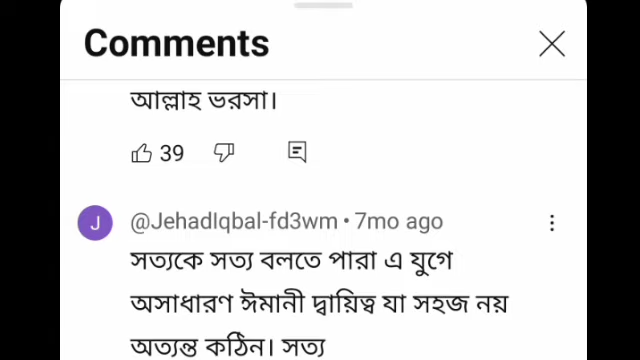 Comments
আল্লাহ ভরসা।
39
J
@JehadIqbal-fd3wm • 7mo ago
সত্যকে সত্য বলতে পারা এ যুগে
অসাধারণ ঈমানী দ্বায়িত্ব যা সহজ নয়
অত্যন্ত কঠিন। সত্য